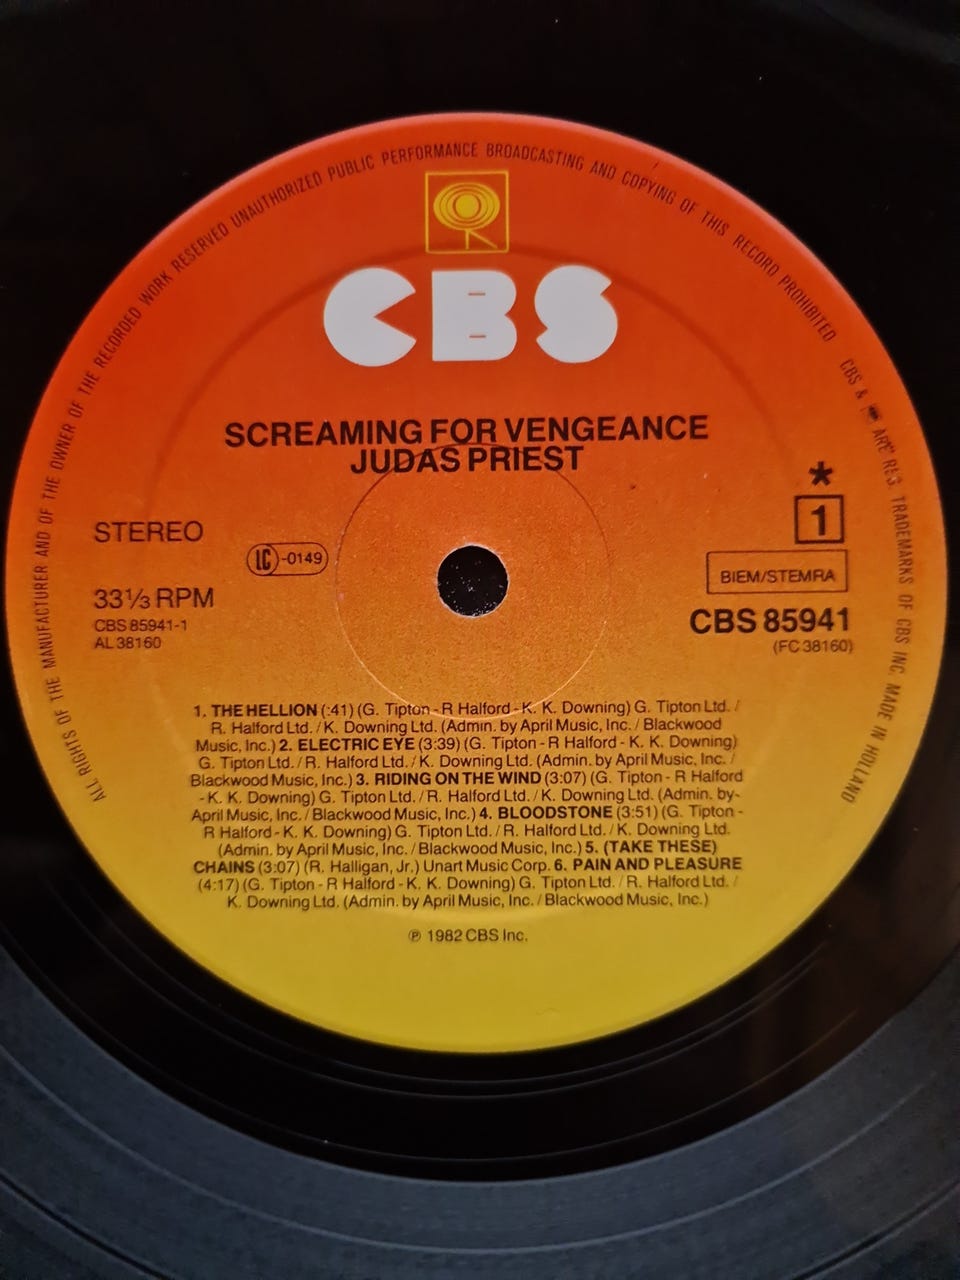 ALL RIGHTS OF THE MANUFACTURER AND OF THE OWNER OF THE RECORDED WORK RESERVED UNAUTHORIZED PUBLIC PERFORMANCE BROADCASTING AND COPYING OF THIS RECORD PROHIBITED CBS & ARE REG. TRADEMARKS OF CBS INC. MADE IN HOLLAND
CBS
SCREAMING FOR VENGEANCE
JUDAS PRIEST
STEREO
LC-0149
33⅓ RPM
CBS 85941-1
AL 38160
*
1
BIEM/STEMRA
CBS 85941
(FC 38160)
1. THE HELLION (:41) (G. Tipton - R Halford - K. K. Downing) G. Tipton Ltd. /
R. Halford Ltd. / K. Downing Ltd. (Admin. by April Music, Inc. / Blackwood
Music, Inc.) 2. ELECTRIC EYE (3:39) (G. Tipton - R Halford - K. K. Downing)
G. Tipton Ltd. / R. Halford Ltd. / K. Downing Ltd. (Admin. by April Music, Inc. /
Blackwood Music, Inc.) 3. RIDING ON THE WIND (3:07) (G. Tipton - R Halford
- K. K. Downing) G. Tipton Ltd. / R. Halford Ltd. / K. Downing Ltd. (Admin. by-
April Music, Inc. / Blackwood Music, Inc.) 4. BLOODSTONE (3:51) (G. Tipton -
R Halford - K. K. Downing) G. Tipton Ltd. / R. Halford Ltd. / K. Downing Ltd.
(Admin. by April Music, Inc. / Blackwood Music, Inc.) 5. (TAKE THESE)
CHAINS (3:07) (R. Halligan, Jr.) Unart Music Corp. 6. PAIN AND PLEASURE
(4:17) (G. Tipton - R Halford - K. K. Downing) G. Tipton Ltd. / R. Halford Ltd. /
K. Downing Ltd. (Admin. by April Music, Inc. / Blackwood Music, Inc.)
℗ 1982 CBS Inc.